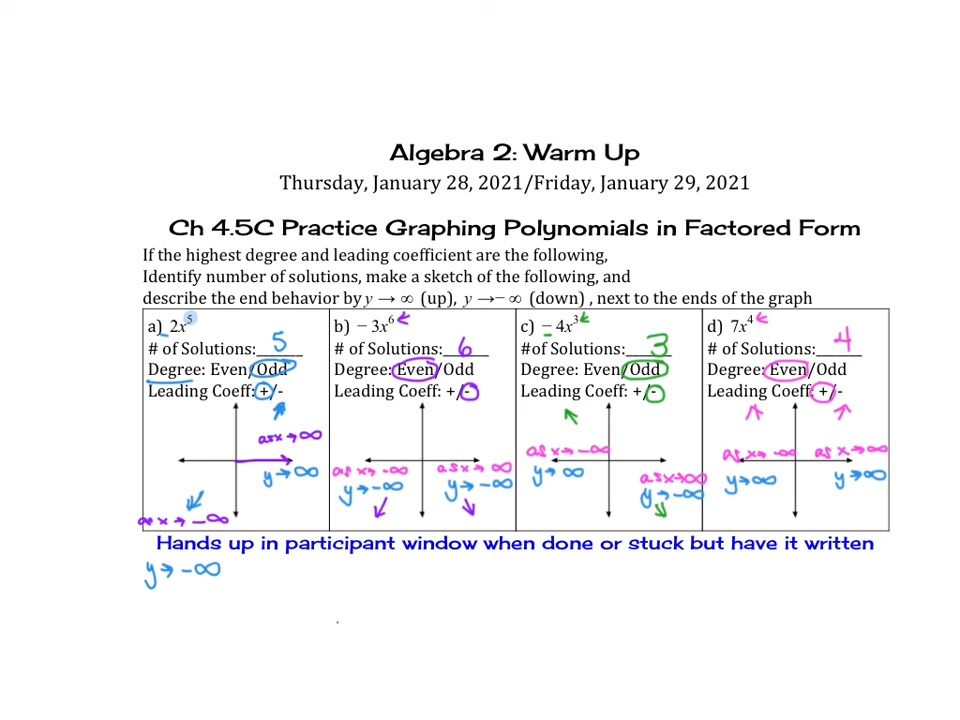 Algebra 2: Warm Up
Thursday, January 28, 2021/Friday, January 29, 2021
Ch 4.5C Practice Graphing Polynomials in Factored Form
If the highest degree and leading coefficient are the following,
Identify number of solutions, make a sketch of the following, and
describe the end behavior by y → ∞ (up), y →− ∞ (down) , next to the ends of the graph
a) 2x⁵
# of Solutions: 5
Degree: Even/Odd
Leading Coeff: +/-
as x → ∞
y → ∞
as x → -∞
y → -∞
b) − 3x⁶
# of Solutions: 6
Degree: Even/Odd
Leading Coeff: +/-
as x → -∞
y → -∞
as x → ∞
y → -∞
c) − 4x³
#of Solutions: 3
Degree: Even/Odd
Leading Coeff: +/-
as x → -∞
y → ∞
as x → ∞
y → -∞
d) 7x⁴
# of Solutions: 4
Degree: Even/Odd
Leading Coeff: +/-
as x → -∞
y → ∞
as x → ∞
y → ∞
Hands up in participant window when done or stuck but have it written